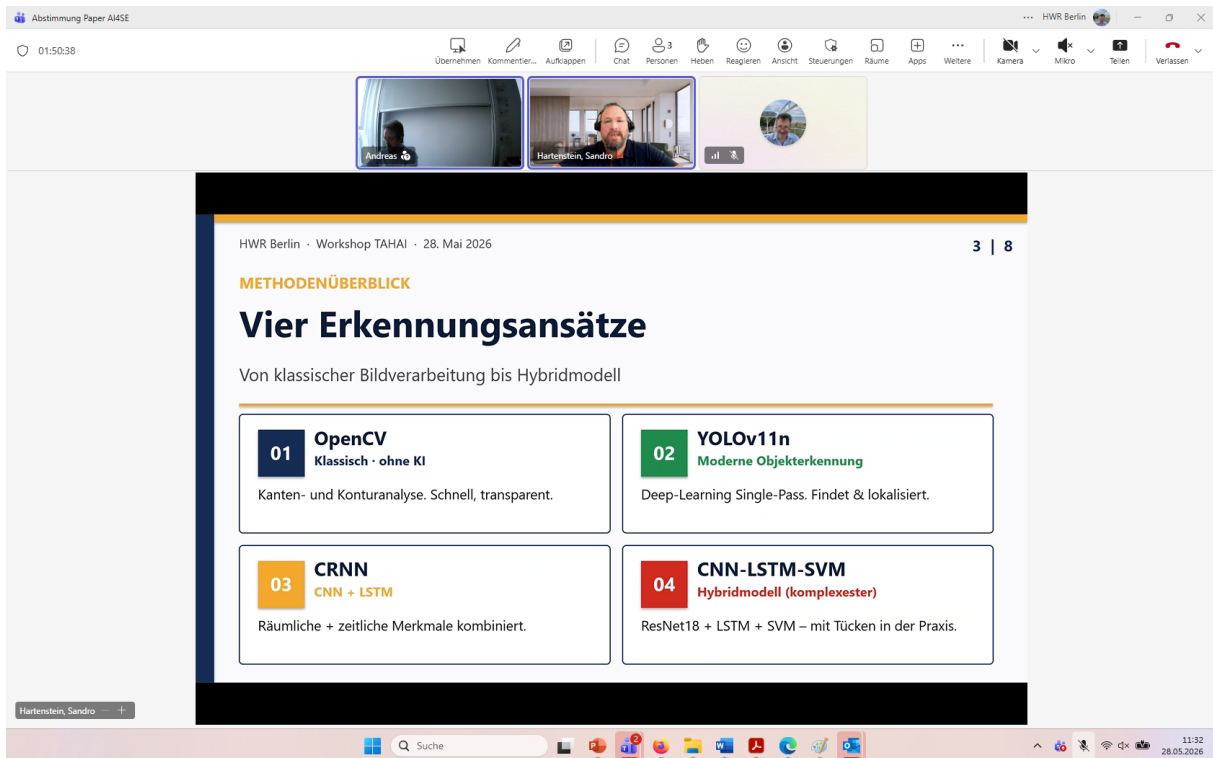 Abstimmung Paper AI4SE
HWR Berlin
01:50:38
Übernehmen
Kommentier...
Aufklappen
Chat
3
Personen
Heben
Reagieren
Ansicht
Steuerungen
Räume
Apps
Weitere
Kamera
Mikro
Teilen
Verlassen
Andreas
Hartenstein, Sandro
HWR Berlin · Workshop TAHAI · 28. Mai 2026
3 | 8
METHODENÜBERBLICK
Vier Erkennungsansätze
Von klassischer Bildverarbeitung bis Hybridmodell
01
OpenCV
Klassisch · ohne KI
Kanten- und Konturanalyse. Schnell, transparent.
02
YOLOv11n
Moderne Objekterkennung
Deep-Learning Single-Pass. Findet & lokalisiert.
03
CRNN
CNN + LSTM
Räumliche + zeitliche Merkmale kombiniert.
04
CNN-LSTM-SVM
Hybridmodell (komplexester)
ResNet18 + LSTM + SVM – mit Tücken in der Praxis.
Hartenstein, Sandro
Suche
2
11:32
28.05.2026